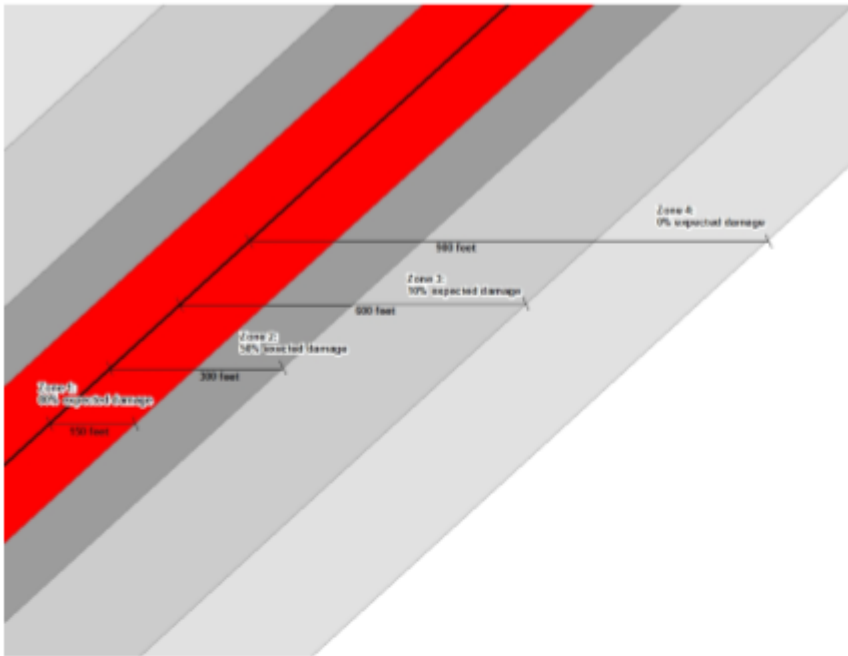 Zone 4:
0% expected damage
900 feet
Zone 3:
10% expected damage
600 feet
Zone 2:
50% exected damage
300 feet
Zone 1:
80% expected damage
150 feet